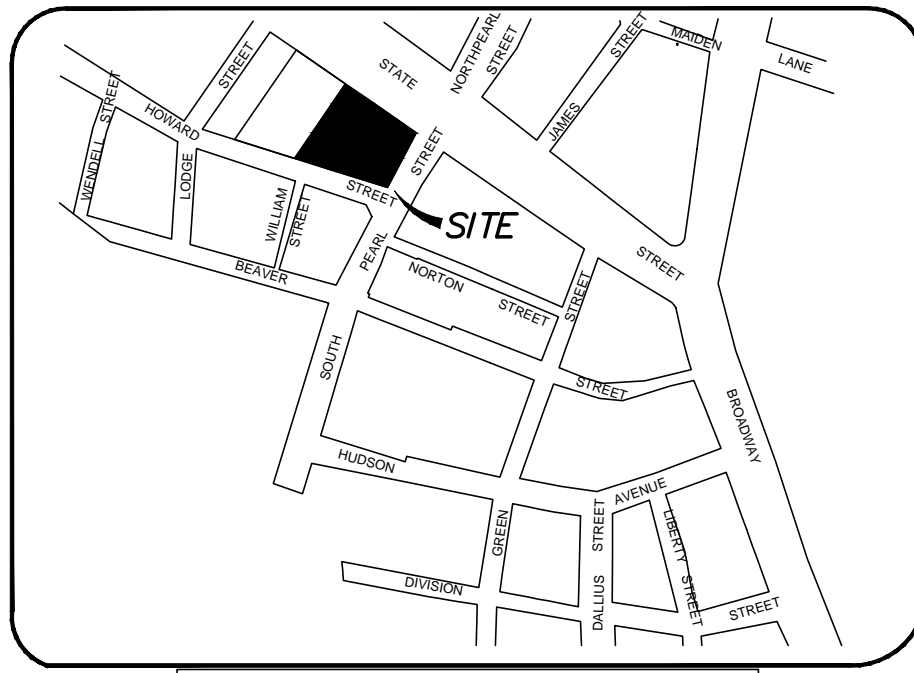 MAIDEN
LANE
STATE
NORTHPEARL
STREET
STREET
JAMES
STREET
STREET
HOWARD
STREET
WENDELL
LODGE
STREET
STREET
SITE
WILLIAM
STREET
PEARL
BEAVER
NORTON
STREET
STREET
STREET
SOUTH
STREET
BROADWAY
HUDSON
AVENUE
GREEN
STREET
DALLIUS
LIBERTY
STREET
DIVISION
STREET